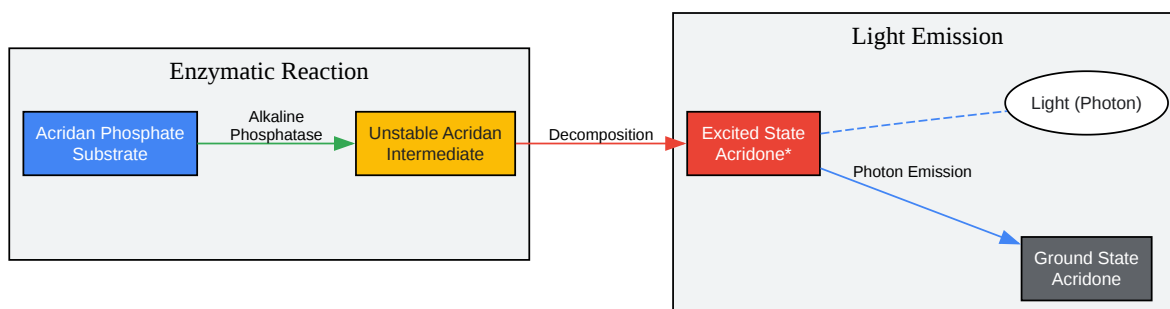 Enzymatic Reaction
Acridan Phosphate
Substrate
Alkaline
Phosphatase
Unstable Acridan
Intermediate
Decomposition
Light Emission
Excited State
Acridone*
Light (Photon)
Photon Emission
Ground State
Acridone